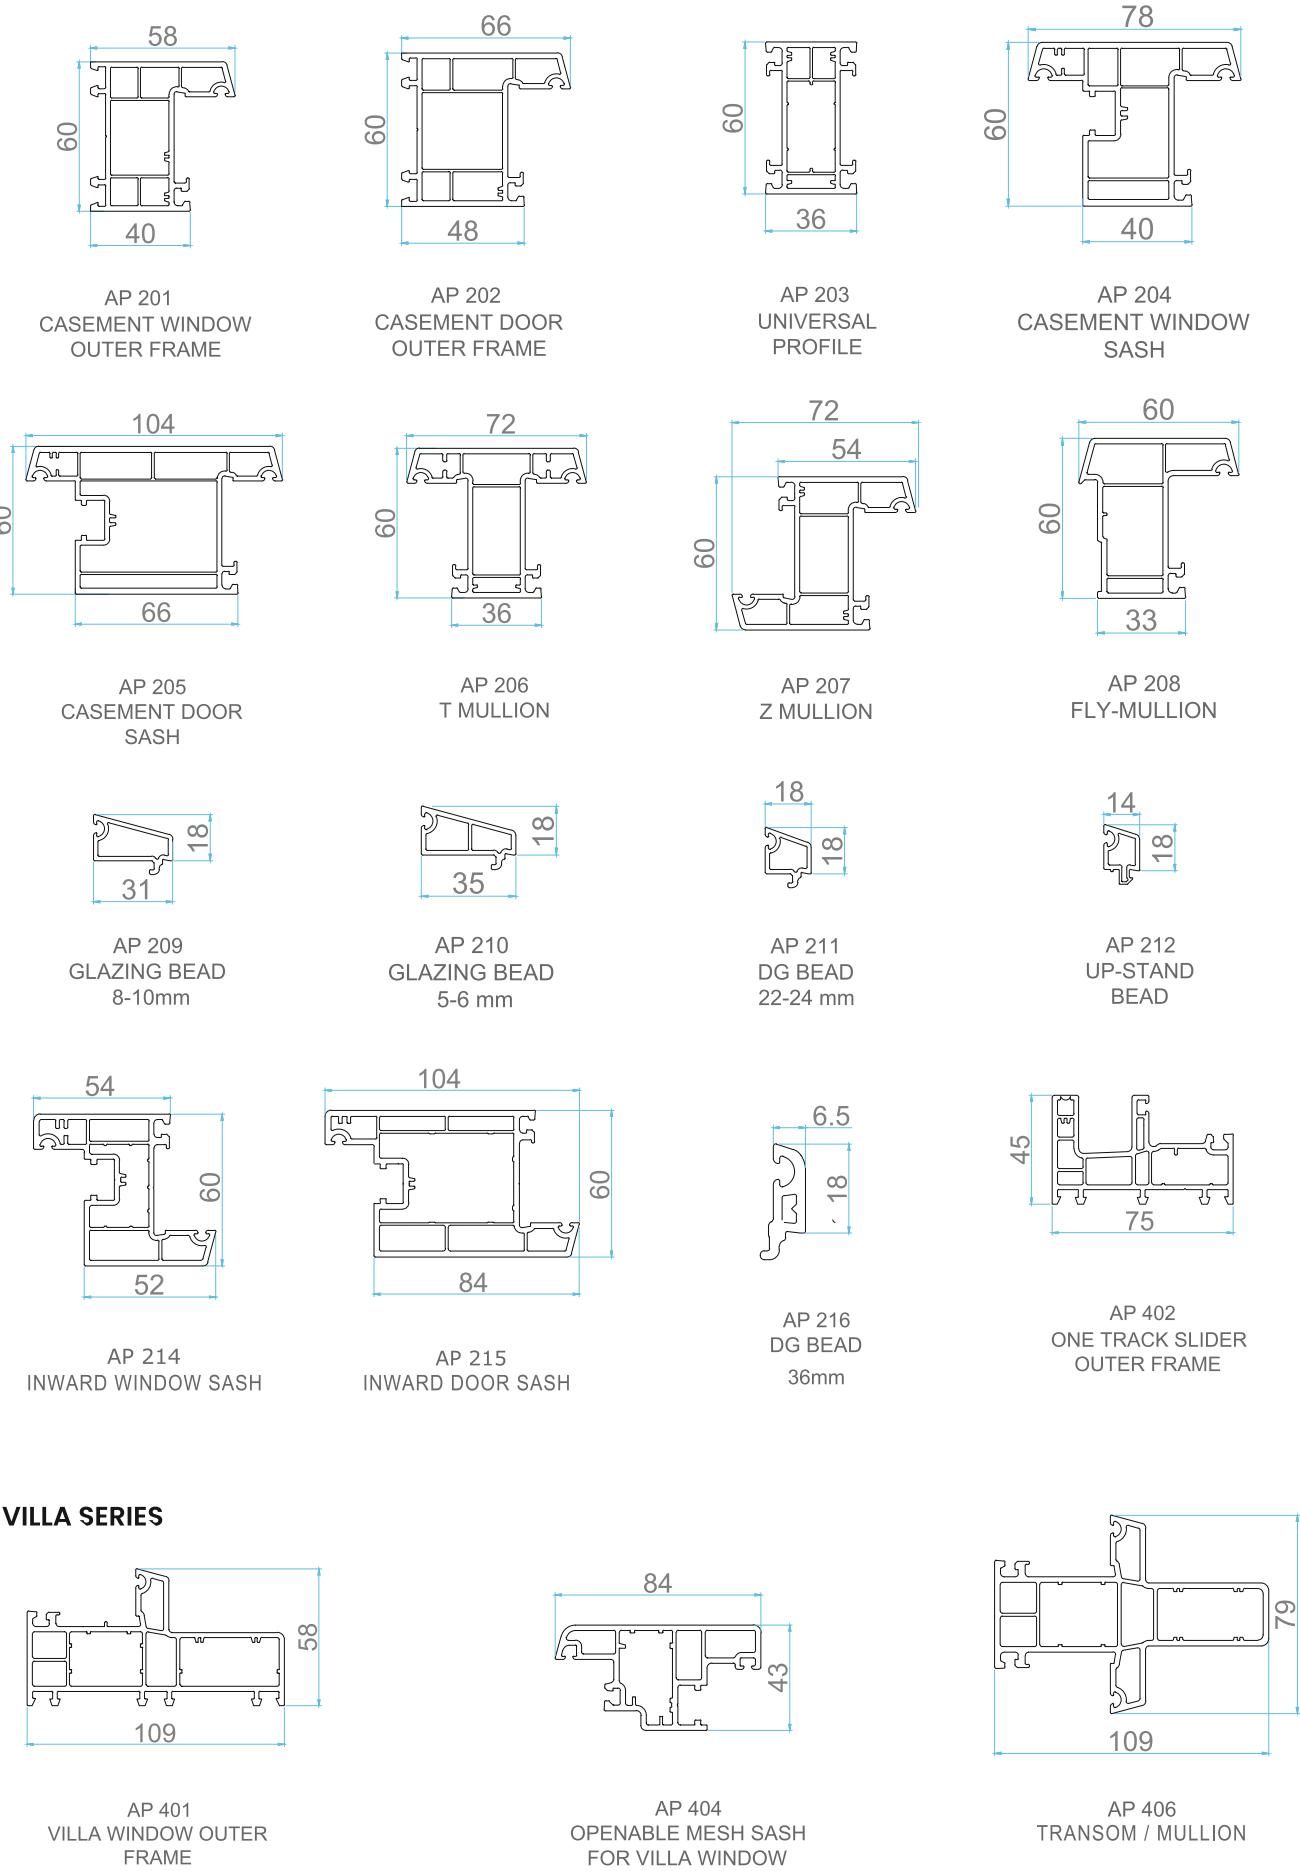 58
60
40
AP 201
CASEMENT WINDOW
OUTER FRAME
66
60
48
AP 202
CASEMENT DOOR
OUTER FRAME
60
36
AP 203
UNIVERSAL
PROFILE
78
60
40
AP 204
CASEMENT WINDOW
SASH
104
60
66
AP 205
CASEMENT DOOR
SASH
72
60
36
AP 206
T MULLION
72
54
60
AP 207
Z MULLION
60
60
33
AP 208
FLY-MULLION
18
31
AP 209
GLAZING BEAD
8-10mm
18
35
AP 210
GLAZING BEAD
5-6 mm
18
18
AP 211
DG BEAD
22-24 mm
14
18
AP 212
UP-STAND
BEAD
54
60
52
AP 214
INWARD WINDOW SASH
104
60
84
AP 215
INWARD DOOR SASH
6.5
18
AP 216
DG BEAD
36mm
45
75
AP 402
ONE TRACK SLIDER
OUTER FRAME
VILLA SERIES
58
109
AP 401
VILLA WINDOW OUTER
FRAME
84
43
AP 404
OPENABLE MESH SASH
FOR VILLA WINDOW
79
109
AP 406
TRANSOM / MULLION